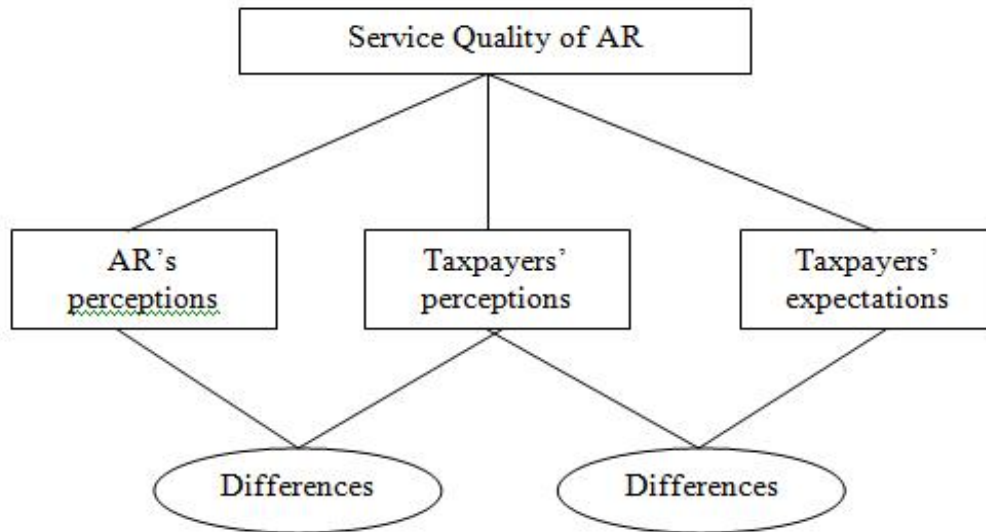 Service Quality of AR
AR’s
perceptions
Taxpayers’
perceptions
Taxpayers’
expectations
Differences
Differences